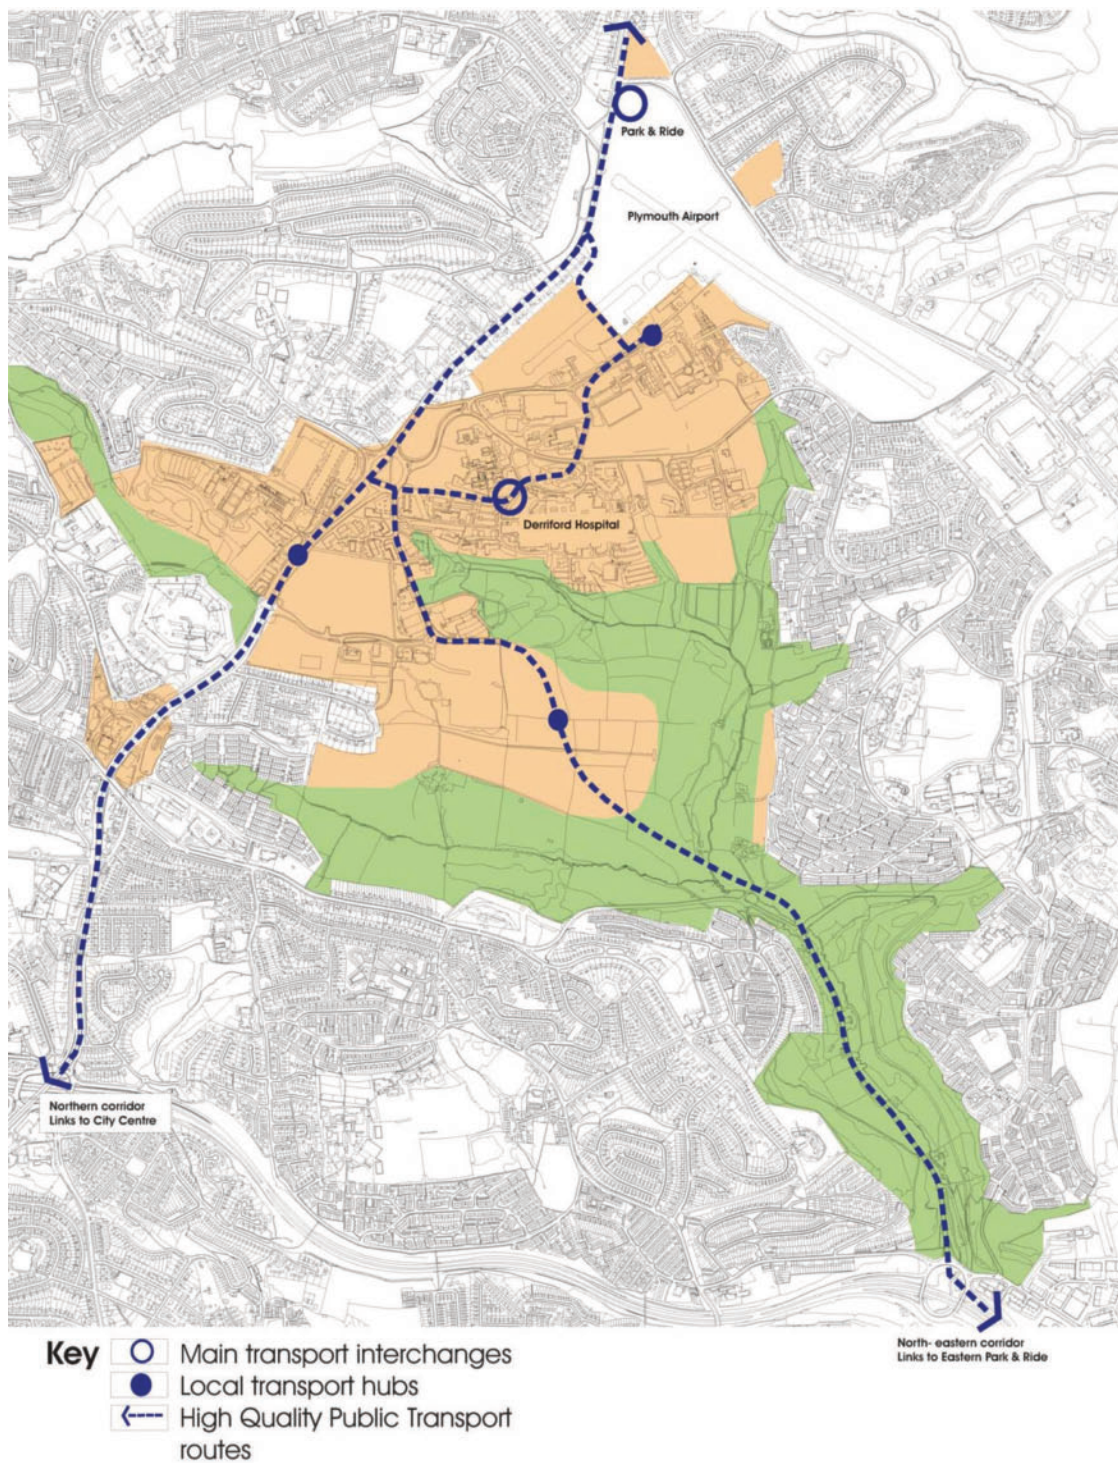 Park & Ride
Plymouth Airport
Derriford Hospital
Northern corridor
Links to City Centre
North- eastern corridor
Links to Eastern Park & Ride
Key
Main transport interchanges
Local transport hubs
High Quality Public Transport
routes